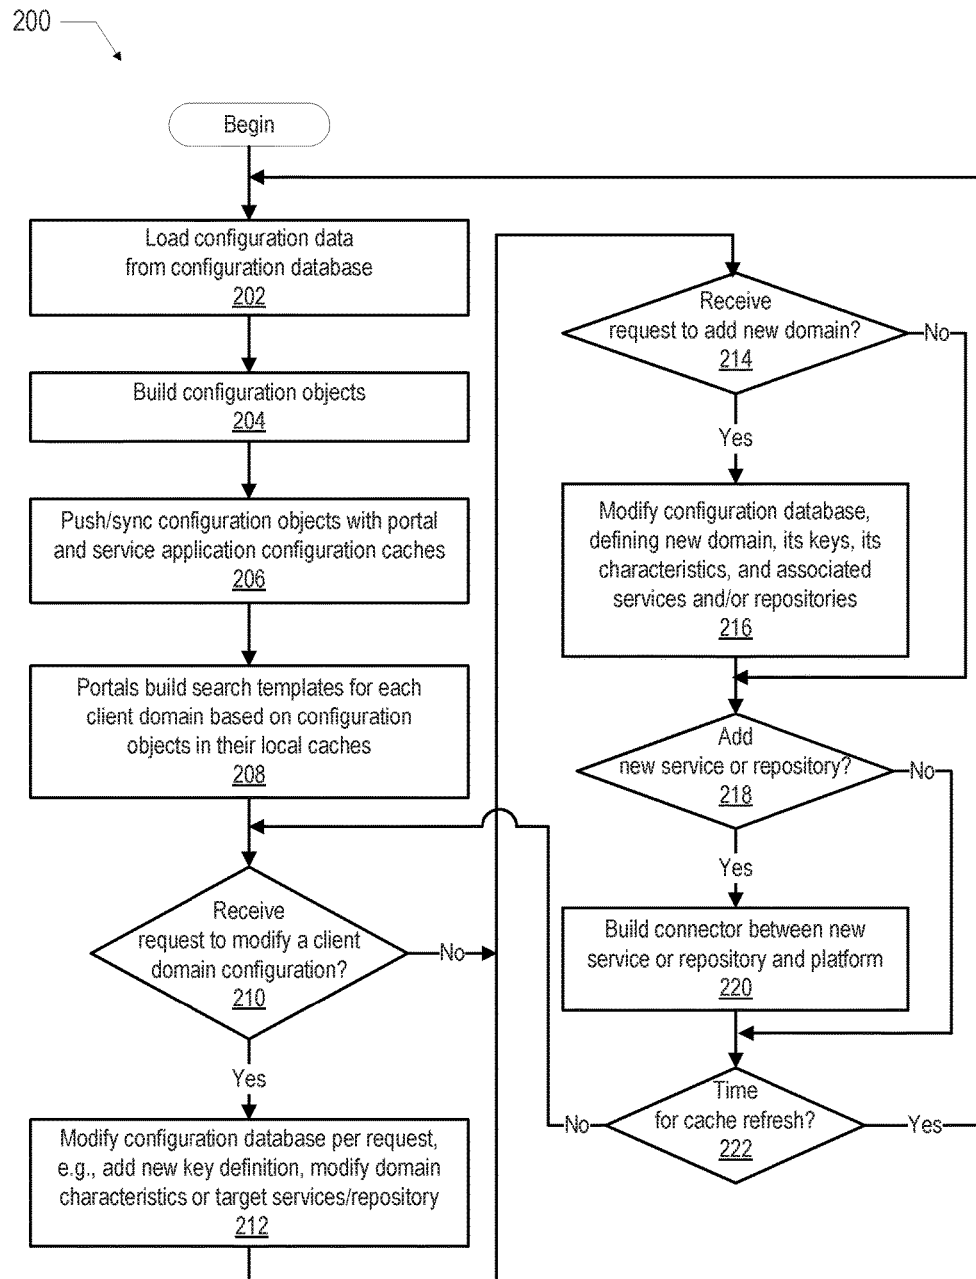 200
Begin
Load configuration data
from configuration database
202
Build configuration objects
204
Push/sync configuration objects with portal
and service application configuration caches
206
Portals build search templates for each
client domain based on configuration
objects in their local caches
208
Receive
request to modify a client
domain configuration?
210
No
Yes
Modify configuration database per request,
e.g., add new key definition, modify domain
characteristics or target services/repository
212
Receive
request to add new domain?
214
No
Yes
Modify configuration database,
defining new domain, its keys, its
characteristics, and associated
services and/or repositories
216
Add
new service or repository?
218
No
Yes
Build connector between new
service or repository and platform
220
Time
for cache refresh?
222
No
Yes